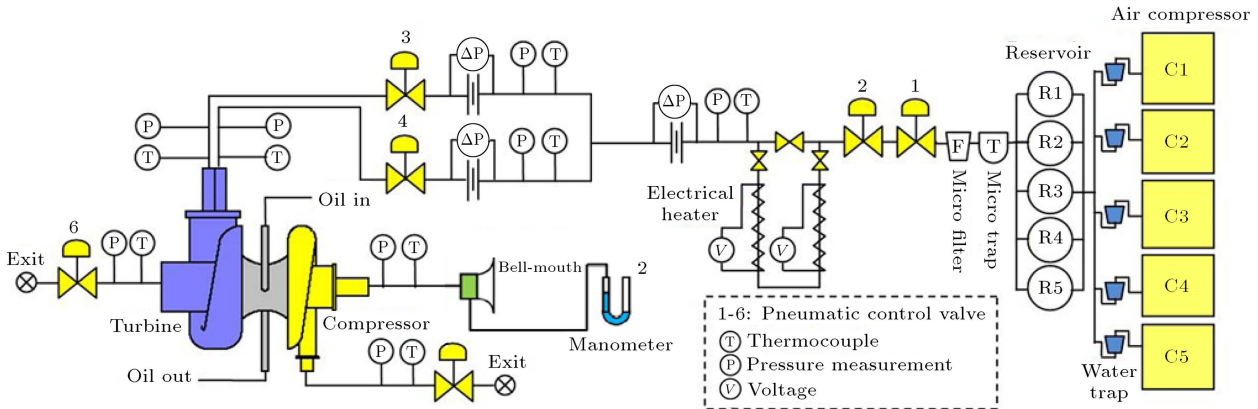 Air compressor
Reservoir
C1
C2
C3
C4
C5
R1
R2
R3
R4
R5
Water
trap
T
Micro trap
F
Micro filter
1
2
T
P
ΔP
Electrical
heater
V
V
3
ΔP
P
T
4
ΔP
P
T
P
P
T
T
Oil in
Oil out
6
P
T
Exit
Turbine
Compressor
P
T
Bell-mouth
2
Manometer
P
T
Exit
1-6: Pneumatic control valve
T Thermocouple
P Pressure measurement
V Voltage